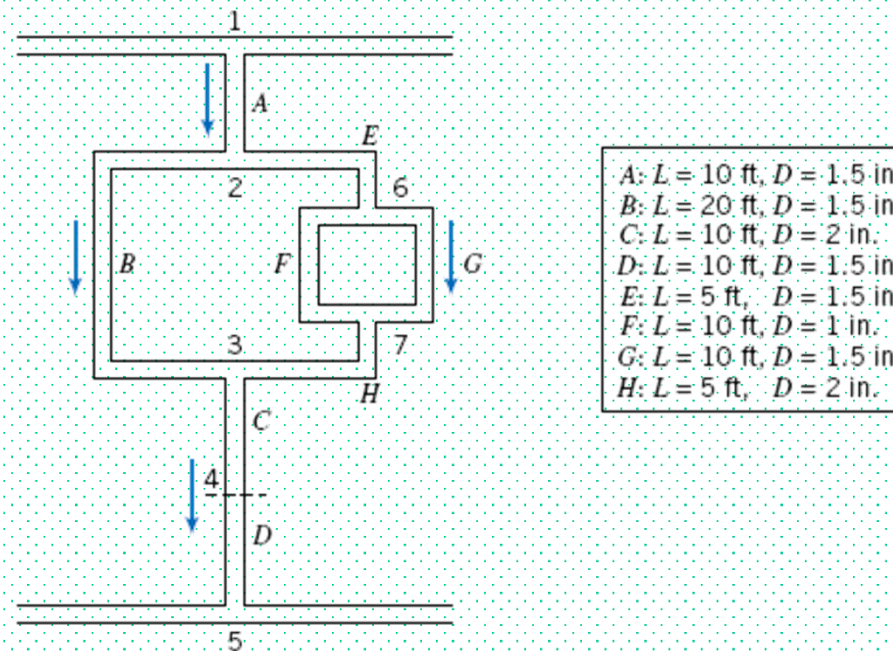 1
A
E
2
6
B
F
G
3
7
H
C
4
D
5
A: L = 10 ft, D = 1.5 in
B: L = 20 ft, D = 1.5 in
C: L = 10 ft, D = 2 in.
D: L = 10 ft, D = 1.5 in
E: L = 5 ft, D = 1.5 in
F: L = 10 ft, D = 1 in.
G: L = 10 ft, D = 1.5 in
H: L = 5 ft, D = 2 in.